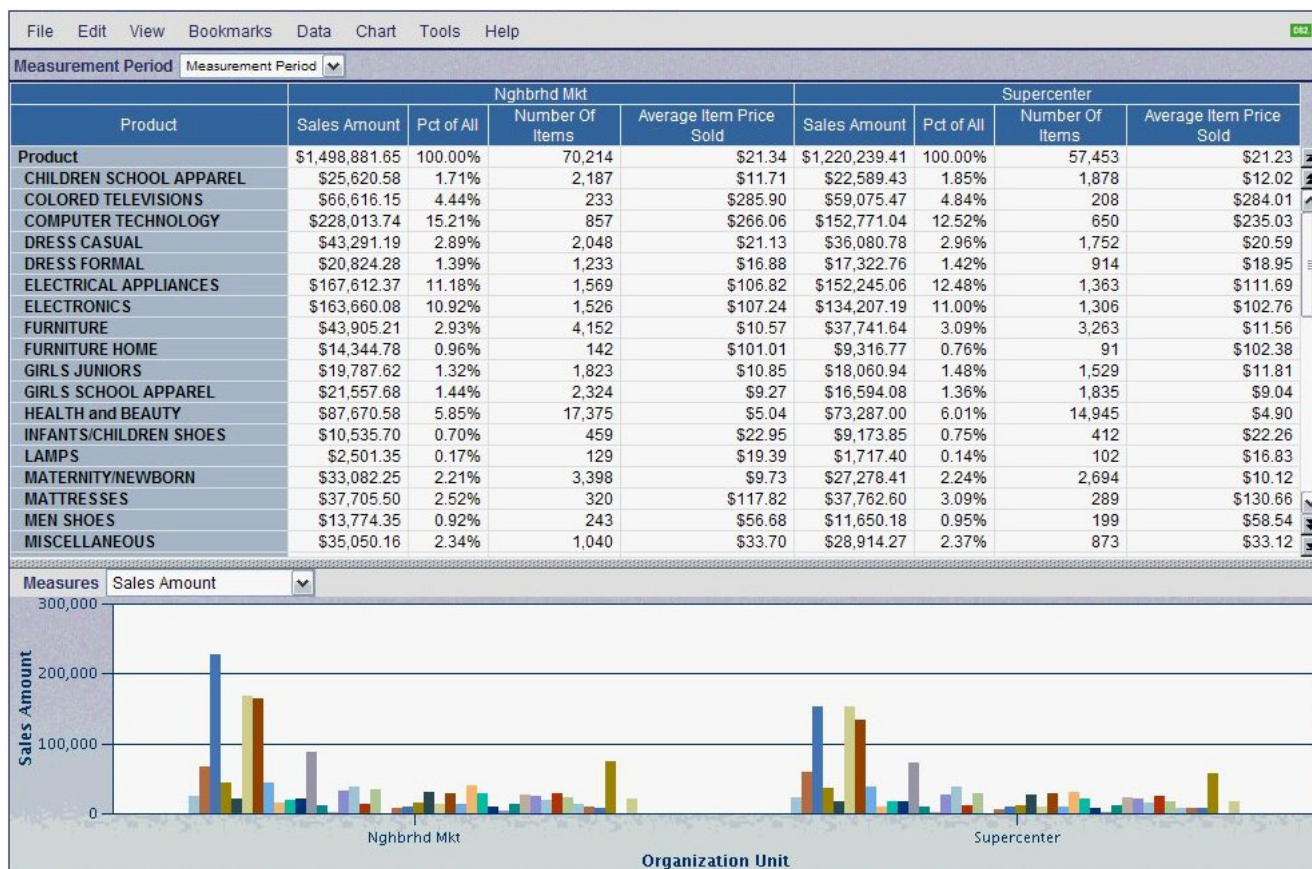 File Edit View Bookmarks Data Chart Tools Help DB2.
Measurement Period Measurement Period
Nghbrhd Mkt Supercenter
Product Sales Amount Pct of All Number Of Items Average Item Price Sold Sales Amount Pct of All Number Of Items Average Item Price Sold
Product $1,498,881.65 100.00% 70,214 $21.34 $1,220,239.41 100.00% 57,453 $21.23
CHILDREN SCHOOL APPAREL $25,620.58 1.71% 2,187 $11.71 $22,589.43 1.85% 1,878 $12.02
COLORED TELEVISIONS $66,616.15 4.44% 233 $285.90 $59,075.47 4.84% 208 $284.01
COMPUTER TECHNOLOGY $228,013.74 15.21% 857 $266.06 $152,771.04 12.52% 650 $235.03
DRESS CASUAL $43,291.19 2.89% 2,048 $21.13 $36,080.78 2.96% 1,752 $20.59
DRESS FORMAL $20,824.28 1.39% 1,233 $16.88 $17,322.76 1.42% 914 $18.95
ELECTRICAL APPLIANCES $167,612.37 11.18% 1,569 $106.82 $152,245.06 12.48% 1,363 $111.69
ELECTRONICS $163,660.08 10.92% 1,526 $107.24 $134,207.19 11.00% 1,306 $102.76
FURNITURE $43,905.21 2.93% 4,152 $10.57 $37,741.64 3.09% 3,263 $11.56
FURNITURE HOME $14,344.78 0.96% 142 $101.01 $9,316.77 0.76% 91 $102.38
GIRLS JUNIORS $19,787.62 1.32% 1,823 $10.85 $18,060.94 1.48% 1,529 $11.81
GIRLS SCHOOL APPAREL $21,557.68 1.44% 2,324 $9.27 $16,594.08 1.36% 1,835 $9.04
HEALTH and BEAUTY $87,670.58 5.85% 17,375 $5.04 $73,287.00 6.01% 14,945 $4.90
INFANTS/CHILDREN SHOES $10,535.70 0.70% 459 $22.95 $9,173.85 0.75% 412 $22.26
LAMPS $2,501.35 0.17% 129 $19.39 $1,717.40 0.14% 102 $16.83
MATERNITY/NEWBORN $33,082.25 2.21% 3,398 $9.73 $27,278.41 2.24% 2,694 $10.12
MATTRESSES $37,705.50 2.52% 320 $117.82 $37,762.60 3.09% 289 $130.66
MEN SHOES $13,774.35 0.92% 243 $56.68 $11,650.18 0.95% 199 $58.54
MISCELLANEOUS $35,050.16 2.34% 1,040 $33.70 $28,914.27 2.37% 873 $33.12
Measures Sales Amount
300,000
200,000
100,000
0
Sales Amount
Nghbrhd Mkt Supercenter
Organization Unit